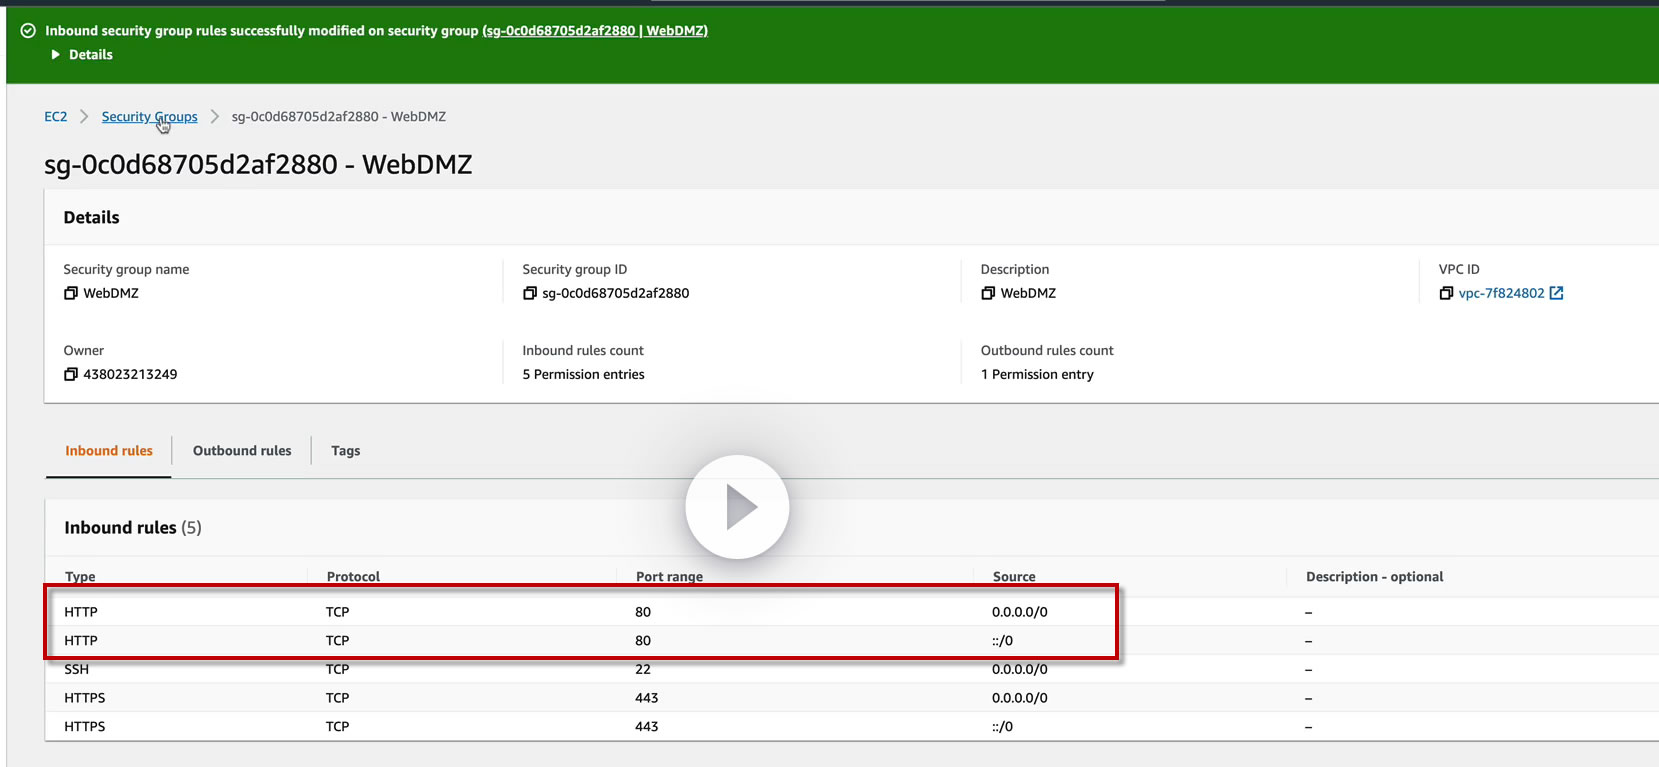 Inbound security group rules successfully modified on security group (sg-0c0d68705d2af2880 | WebDMZ)
Details
EC2 > Security Groups > sg-0c0d68705d2af2880 - WebDMZ
sg-0c0d68705d2af2880 - WebDMZ
Details
Security group name Security group ID Description VPC ID
WebDMZ sg-0c0d68705d2af2880 WebDMZ vpc-7f824802
Owner Inbound rules count Outbound rules count
438023213249 5 Permission entries 1 Permission entry
Inbound rules Outbound rules Tags
Inbound rules (5)
Type Protocol Port range Source Description - optional
HTTP TCP 80 0.0.0.0/0 –
HTTP TCP 80 ::/0 –
SSH TCP 22 0.0.0.0/0 –
HTTPS TCP 443 0.0.0.0/0 –
HTTPS TCP 443 ::/0 –